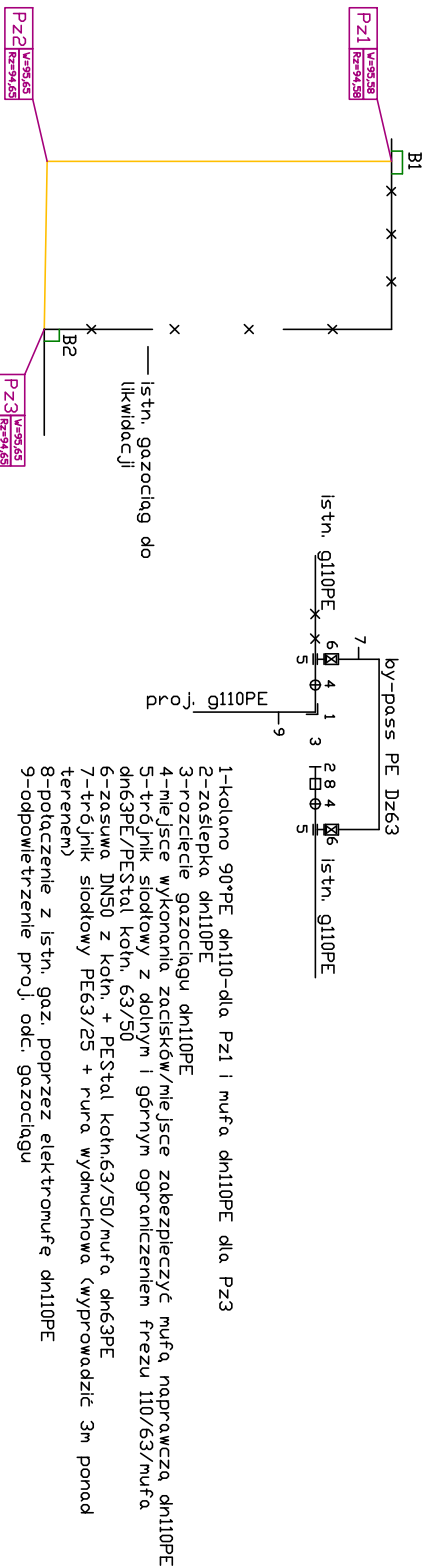 Pz1
W=95,58
Rz=94,58
B1
Pz2
W=95,65
Rz=94,65
B2
Pz3
W=95,65
Rz=94,65
istn. gazociąg do
likwidacji
istn. g110PE
by-pass PE Dz63
7
6
5
4
1
3
2
8
4
6
5
istn. g110PE
proj. g110PE
9
1-kolano 90°PE dn110-dla Pz1 i mufa dn110PE dla Pz3
2-zaślepka dn110PE
3-rozcięcie gazociągu dn110PE
4-miejsce wykonania zacisków/miejsce zabezpieczyć mufą naprawczą dn110PE
5-trójnik siodłowy z dolnym i górnym ograniczeniem frezu 110/63/mufa
dn63PE/PEStal kołn. 63/50
6-zasuwa DN50 z kołn. + PEStal kołn.63/50/mufa dn63PE
7-trójnik siodłowy PE63/25 + rura wydmuchowa (wyprowadzić 3m ponad
terenem)
8-połączenie z istn. gaz. poprzez elektromufę dn110PE
9-odpowietrzenie proj. odc. gazociągu